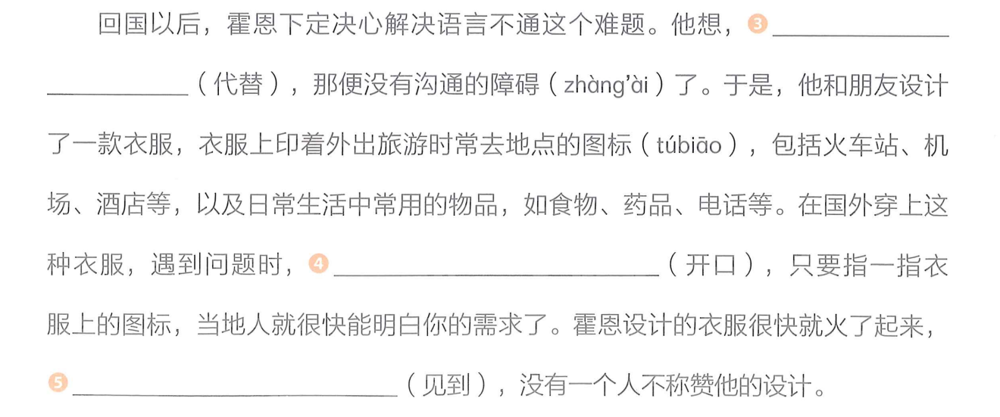 回国以后，霍恩下定决心解决语言不通这个难题。他想，3 ____________
____________（代替），那便没有沟通的障碍（zhàng'ài）了。于是，他和朋友设计
了一款衣服，衣服上印着外出旅游时常去地点的图标（túbiāo），包括火车站、机
场、酒店等，以及日常生活中常用的物品，如食物、药品、电话等。在国外穿上这
种衣服，遇到问题时，4 ____________（开口），只要指一指衣
服上的图标，当地人就很快能明白你的需求了。霍恩设计的衣服很快就火了起来，
5 ____________（见到），没有一个人不称赞他的设计。